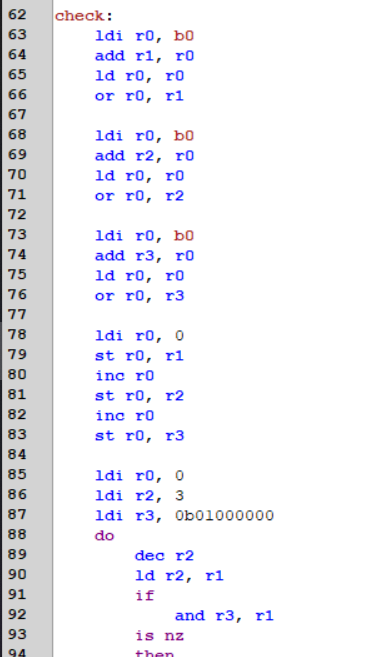 62 check:
63 ldi r0, b0
64 add r1, r0
65 ld r0, r0
66 or r0, r1
67
68 ldi r0, b0
69 add r2, r0
70 ld r0, r0
71 or r0, r2
72
73 ldi r0, b0
74 add r3, r0
75 ld r0, r0
76 or r0, r3
77
78 ldi r0, 0
79 st r0, r1
80 inc r0
81 st r0, r2
82 inc r0
83 st r0, r3
84
85 ldi r0, 0
86 ldi r2, 3
87 ldi r3, 0b01000000
88 do
89 dec r2
90 ld r2, r1
91 if
92 and r3, r1
93 is nz
94 then